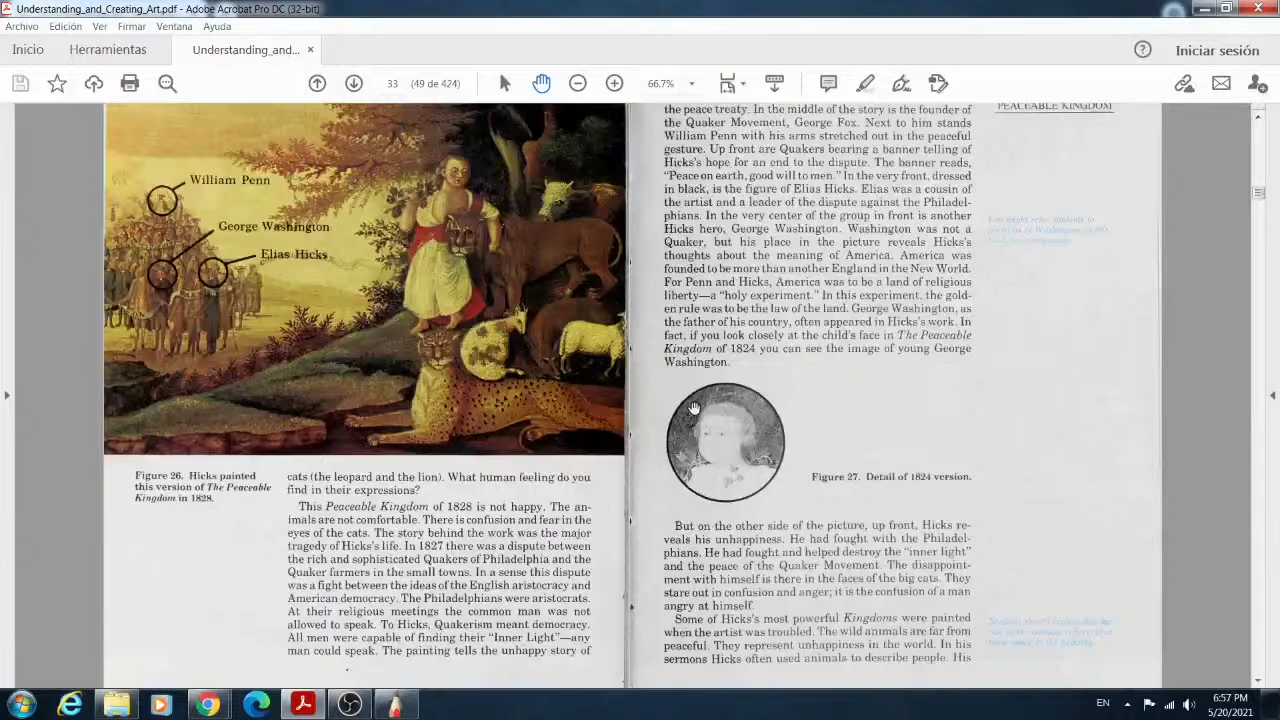 Understanding_and_Creating_Art.pdf - Adobe Acrobat Pro DC (32-bit)
Archivo Edición Ver Firmar Ventana Ayuda
Inicio Herramientas Understanding_and... × Iniciar sesión
33 (49 de 424) 66.7%
William Penn
George Washington
Elias Hicks
Figure 26. Hicks painted
this version of The Peaceable
Kingdom in 1828.
cats (the leopard and the lion). What human feeling do you
find in their expressions?
This Peaceable Kingdom of 1828 is not happy. The an-
imals are not comfortable. There is confusion and fear in the
eyes of the cats. The story behind the work was the major
tragedy of Hicks's life. In 1827 there was a dispute between
the rich and sophisticated Quakers of Philadelphia and the
Quaker farmers in the small towns. In a sense this dispute
was a fight between the ideas of the English aristocracy and
American democracy. The Philadelphians were aristocrats.
At their religious meetings the common man was not
allowed to speak. To Hicks, Quakerism meant democracy.
All men were capable of finding their "Inner Light"—any
man could speak. The painting tells the unhappy story of
the peace treaty. In the middle of the story is the founder of
the Quaker Movement, George Fox. Next to him stands
William Penn with his arms stretched out in the peaceful
gesture. Up front are Quakers bearing a banner telling of
Hicks's hope for an end to the dispute. The banner reads,
"Peace on earth, good will to men." In the very front, dressed
in black, is the figure of Elias Hicks. Elias was a cousin of
the artist and a leader of the dispute against the Philadel-
phians. In the very center of the group in front is another
Hicks hero, George Washington. Washington was not a
Quaker, but his place in the picture reveals Hicks's
thoughts about the meaning of America. America was
founded to be more than another England in the New World.
For Penn and Hicks, America was to be a land of religious
liberty—a "holy experiment." In this experiment, the gold-
en rule was to be the law of the land. George Washington, as
the father of his country, often appeared in Hicks's work. In
fact, if you look closely at the child's face in The Peaceable
Kingdom of 1824 you can see the image of young George
Washington.
Figure 27. Detail of 1824 version.
But on the other side of the picture, up front, Hicks re-
veals his unhappiness. He had fought with the Philadel-
phians. He had fought and helped destroy the "inner light"
and the peace of the Quaker Movement. The disappoint-
ment with himself is there in the faces of the big cats. They
stare out in confusion and anger; it is the confusion of a man
angry at himself.
Some of Hicks's most powerful Kingdoms were painted
when the artist was troubled. The wild animals are far from
peaceful. They represent unhappiness in the world. In his
sermons Hicks often used animals to describe people. His
PEACEABLE KINGDOM
You might refer students to
EN
6:57 PM
5/20/2021